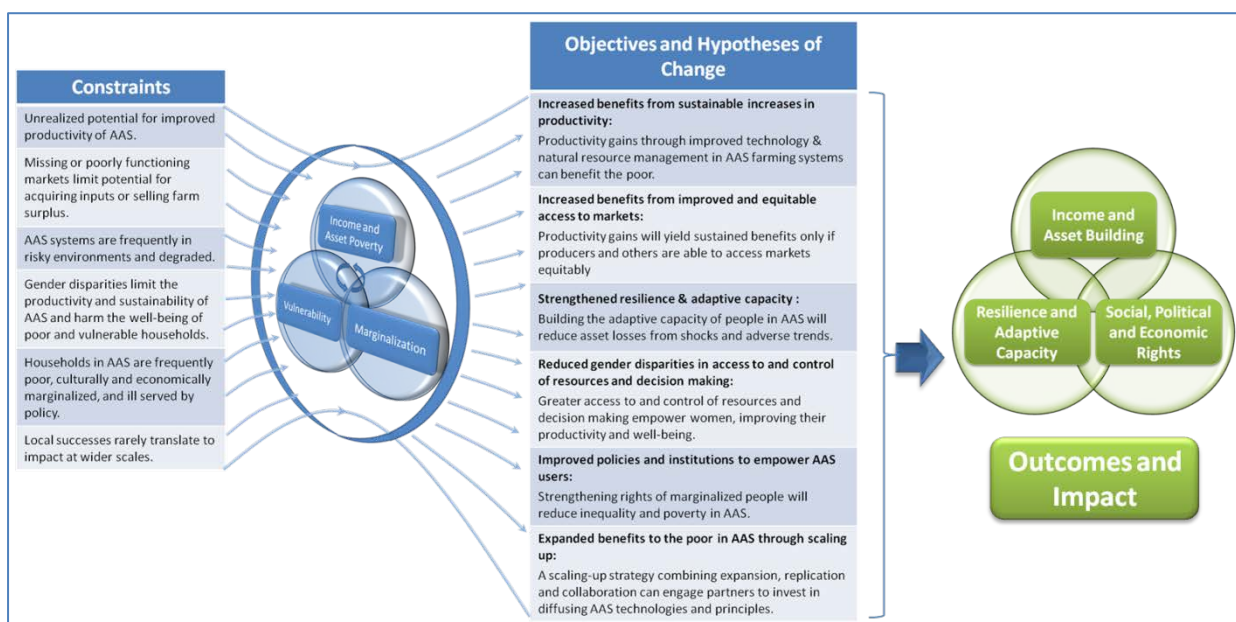 Constraints
Unrealized potential for improved
productivity of AAS.
Missing or poorly functioning
markets limit potential for
acquiring inputs or selling farm
surplus.
AAS systems are frequently in
risky environments and degraded.
Gender disparities limit the
productivity and sustainability of
AAS and harm the well-being of
poor and vulnerable households.
Households in AAS are frequently
poor, culturally and economically
marginalized, and ill served by
policy.
Local successes rarely translate to
impact at wider scales.
Income and
Asset Poverty
Vulnerability
Marginalization
Objectives and Hypotheses of
Change
Increased benefits from sustainable increases in
productivity:
Productivity gains through improved technology &
natural resource management in AAS farming systems
can benefit the poor.
Increased benefits from improved and equitable
access to markets:
Productivity gains will yield sustained benefits only if
producers and others are able to access markets
equitably
Strengthened resilience & adaptive capacity :
Building the adaptive capacity of people in AAS will
reduce asset losses from shocks and adverse trends.
Reduced gender disparities in access to and control
of resources and decision making:
Greater access to and control of resources and
decision making empower women, improving their
productivity and well-being.
Improved policies and institutions to empower AAS
users:
Strengthening rights of marginalized people will
reduce inequality and poverty in AAS.
Expanded benefits to the poor in AAS through scaling
up:
A scaling-up strategy combining expansion, replication
and collaboration can engage partners to invest in
diffusing AAS technologies and principles.
Income and
Asset Building
Resilience and
Adaptive
Capacity
Social, Political
and Economic
Rights
Outcomes and
Impact